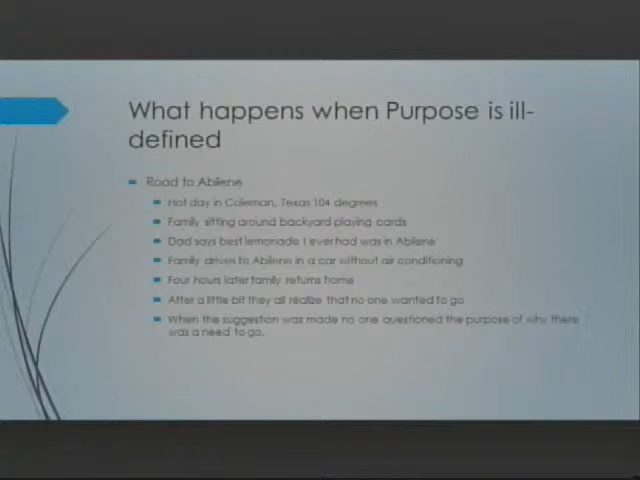 What happens when Purpose is ill-
defined
Road to Abilene
Hot day in Coleman, Texas 104 degrees
Family sitting around backyard playing cards
Dad says best lemonade I ever had was in Abilene
Family drives to Abilene in a car without air conditioning
Four hours later family returns home
After a little bit they all realize that no one wanted to go
When the suggestion was made no one questioned the purpose of why there
was a need to go.